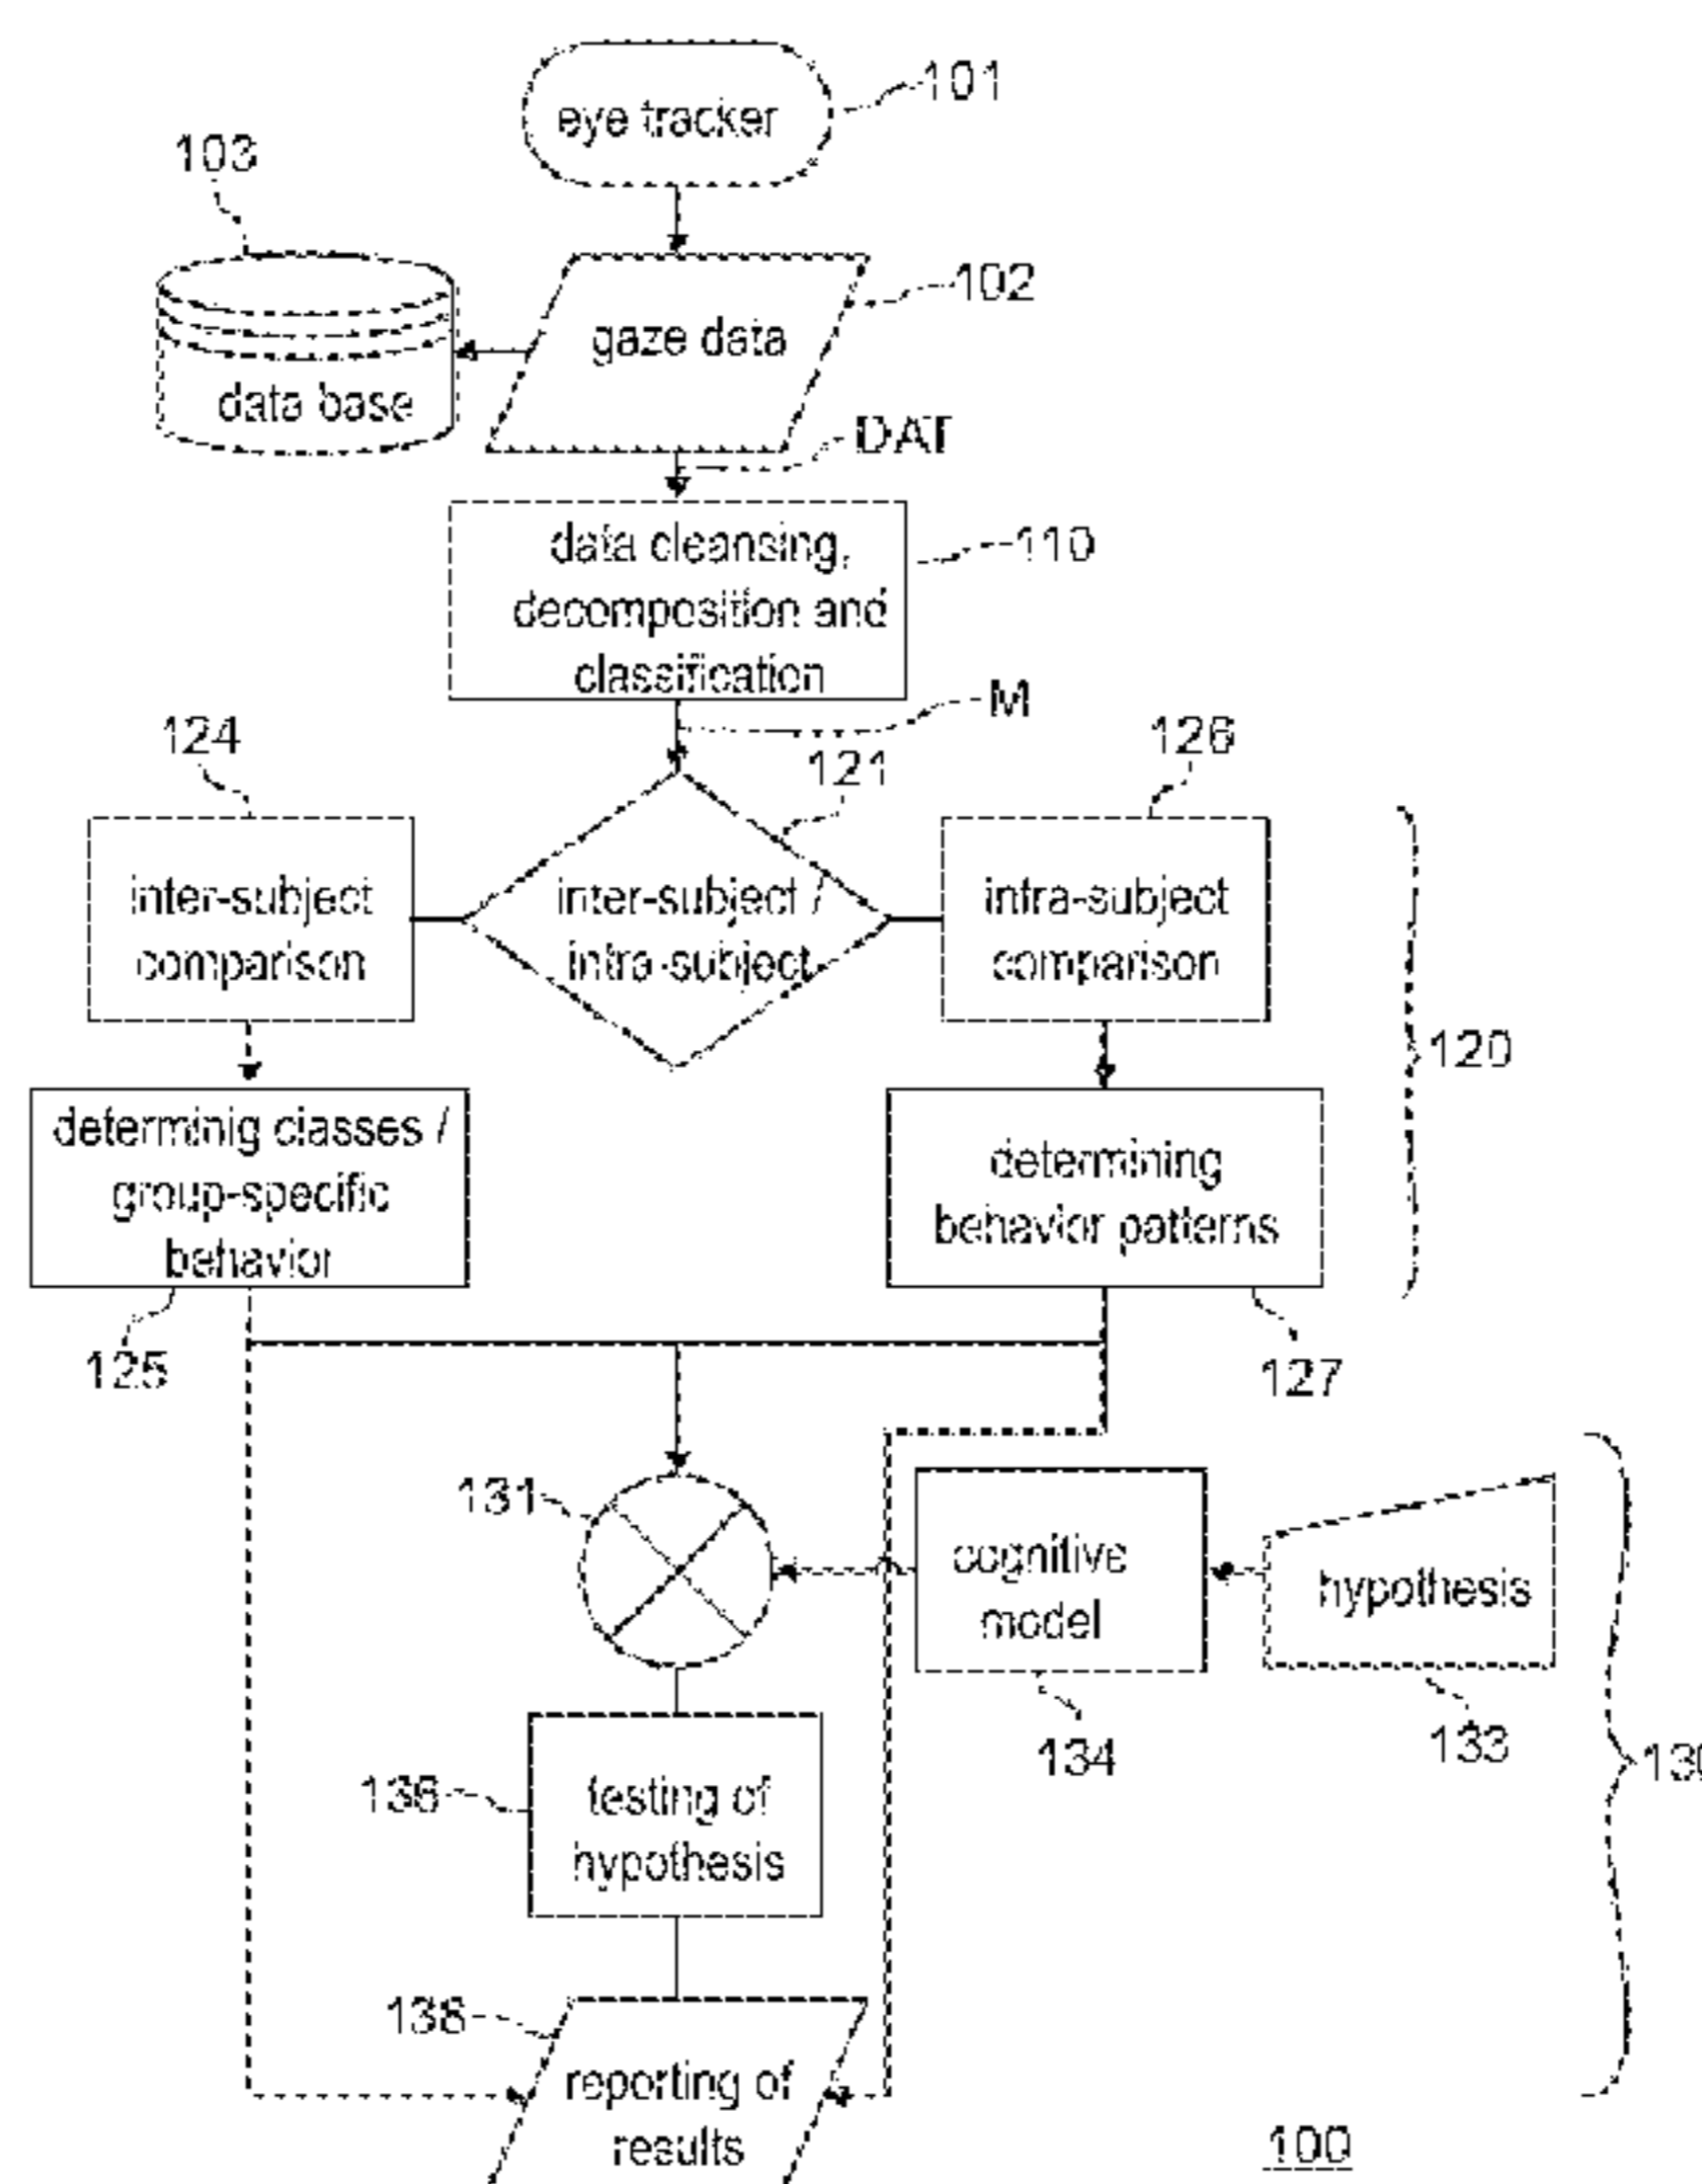 101
eye tracker
103
102
gaze data
data base
DAT
110
data cleansing,
decomposition and
classification
M
124
121
126
inter-subject
comparison
inter-subject /
intra-subject
intra-subject
comparison
120
determinig classes /
group-specific
behavior
determining
behavior patterns
125
127
131
cognitive
model
hypothesis
134
133
130
136
testing of
hypothesis
138
reporting of
results
100